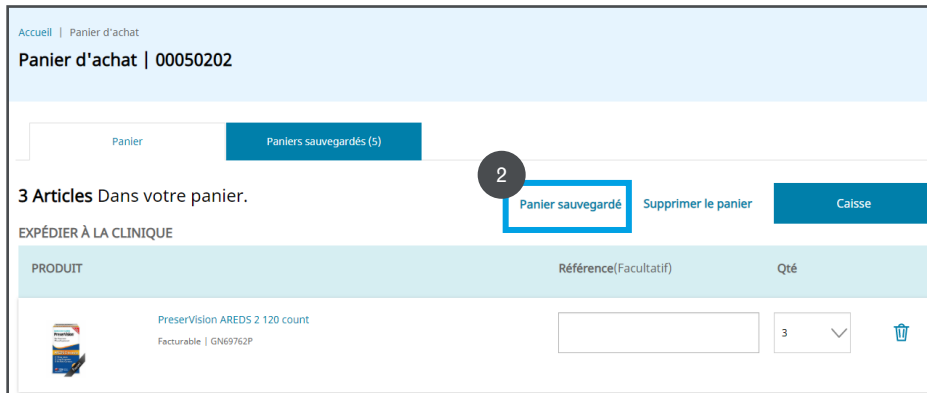 Accueil | Panier d'achat
Panier d'achat | 00050202
Panier
Paniers sauvegardés (5)
2
3 Articles Dans votre panier.
Panier sauvegardé
Supprimer le panier
Caisse
EXPÉDIER À LA CLINIQUE
PRODUIT
Référence(Facultatif)
Qté
PreserVision AREDS 2 120 count
Facturable | GN69762P
3
PreserVision